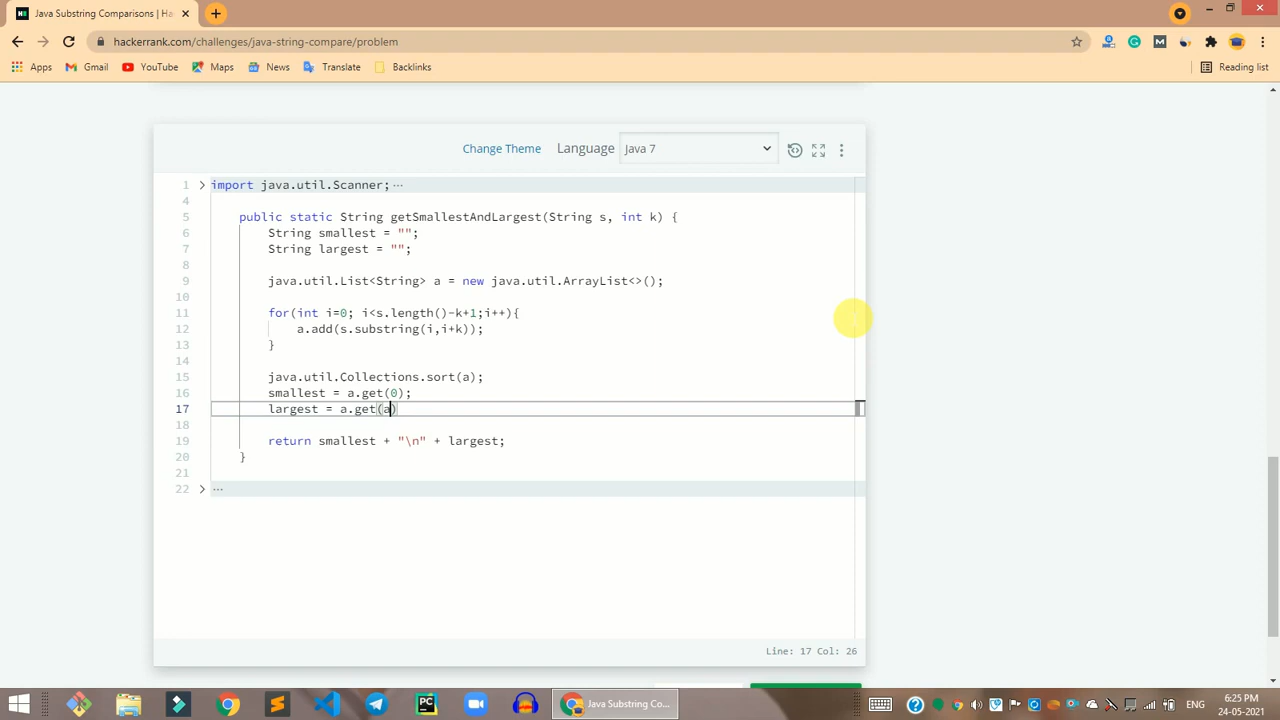 Java Substring Comparisons | Ha
hackerrank.com/challenges/java-string-compare/problem
Apps Gmail YouTube Maps News Translate Backlinks Reading list
Change Theme Language Java 7
1 import java.util.Scanner;
4
5 public static String getSmallestAndLargest(String s, int k) {
6 String smallest = "";
7 String largest = "";
8
9 java.util.List<String> a = new java.util.ArrayList<>();
10
11 for(int i=0; i<s.length()-k+1;i++){
12 a.add(s.substring(i,i+k));
13 }
14
15 java.util.Collections.sort(a);
16 smallest = a.get(0);
17 largest = a.get(a)
18
19 return smallest + "\n" + largest;
20 }
21
22
Line: 17 Col: 26
Java Substring Co...
ENG
6:25 PM
24-05-2021